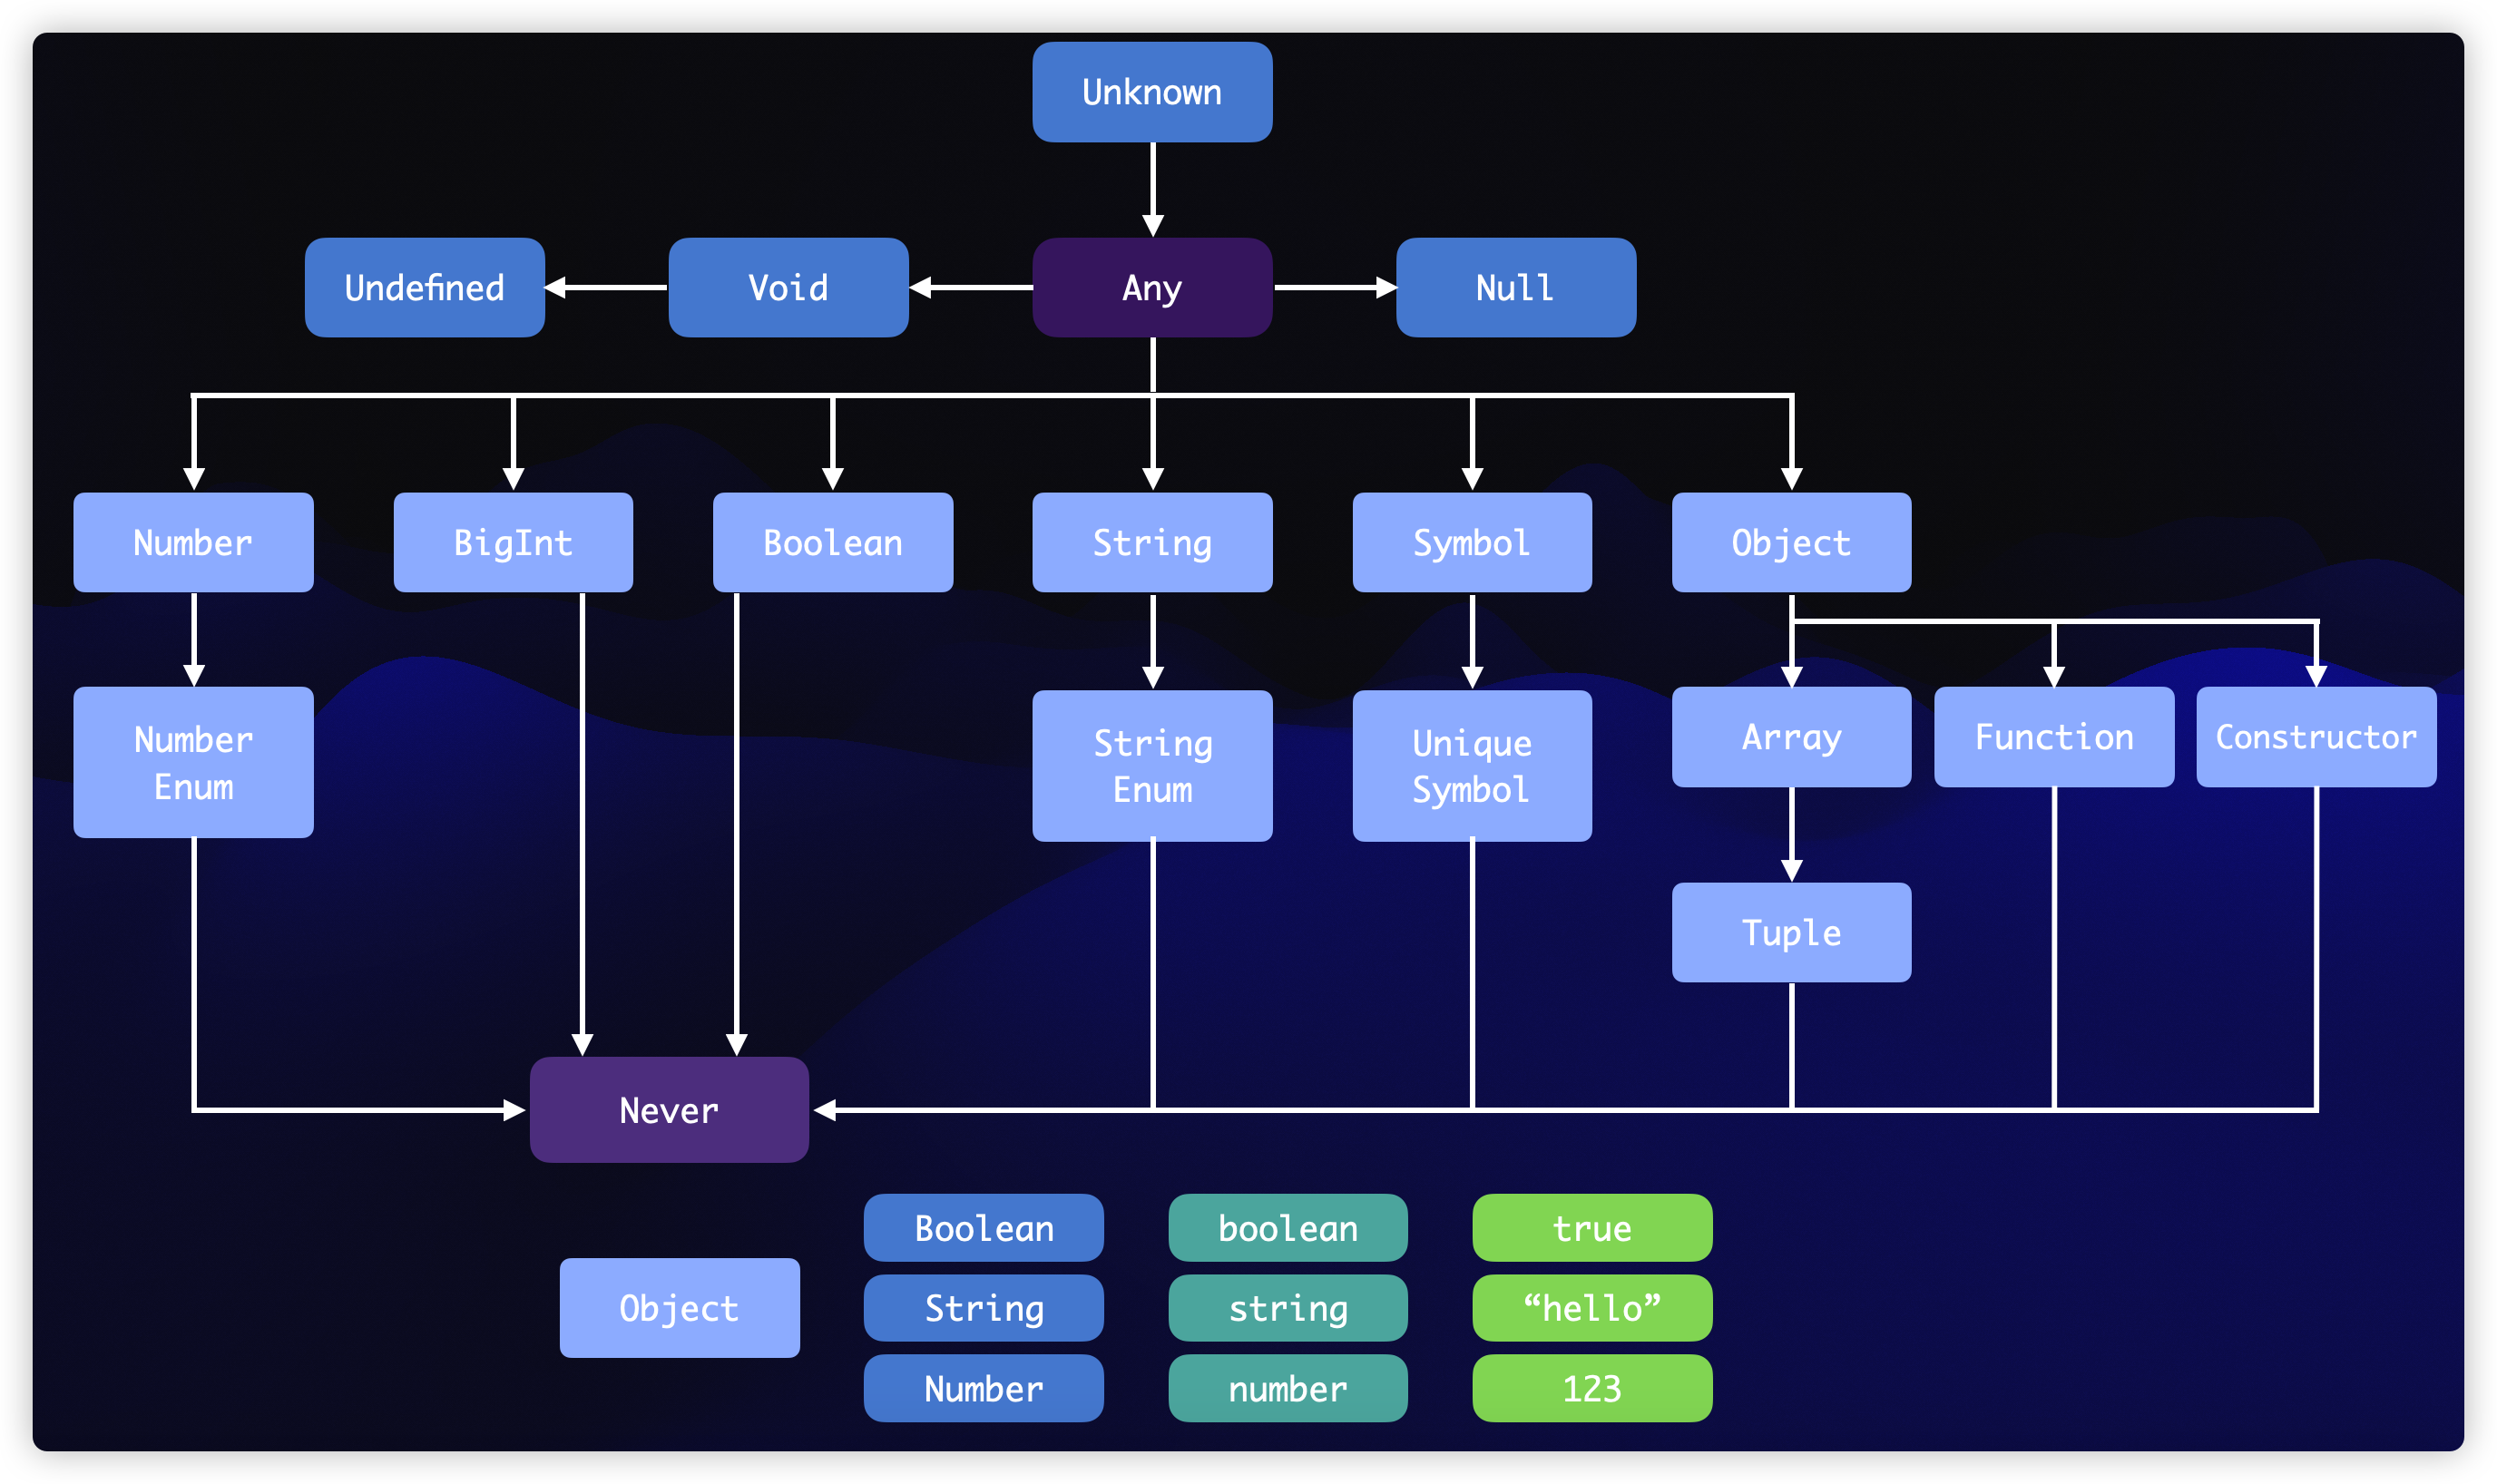 Unknown
Undefined
Void
Any
Null
Number
BigInt
Boolean
String
Symbol
Object
Number
Enum
String
Enum
Unique
Symbol
Array
Function
Constructor
Tuple
Never
Object
Boolean
boolean
true
String
string
“hello”
Number
number
123